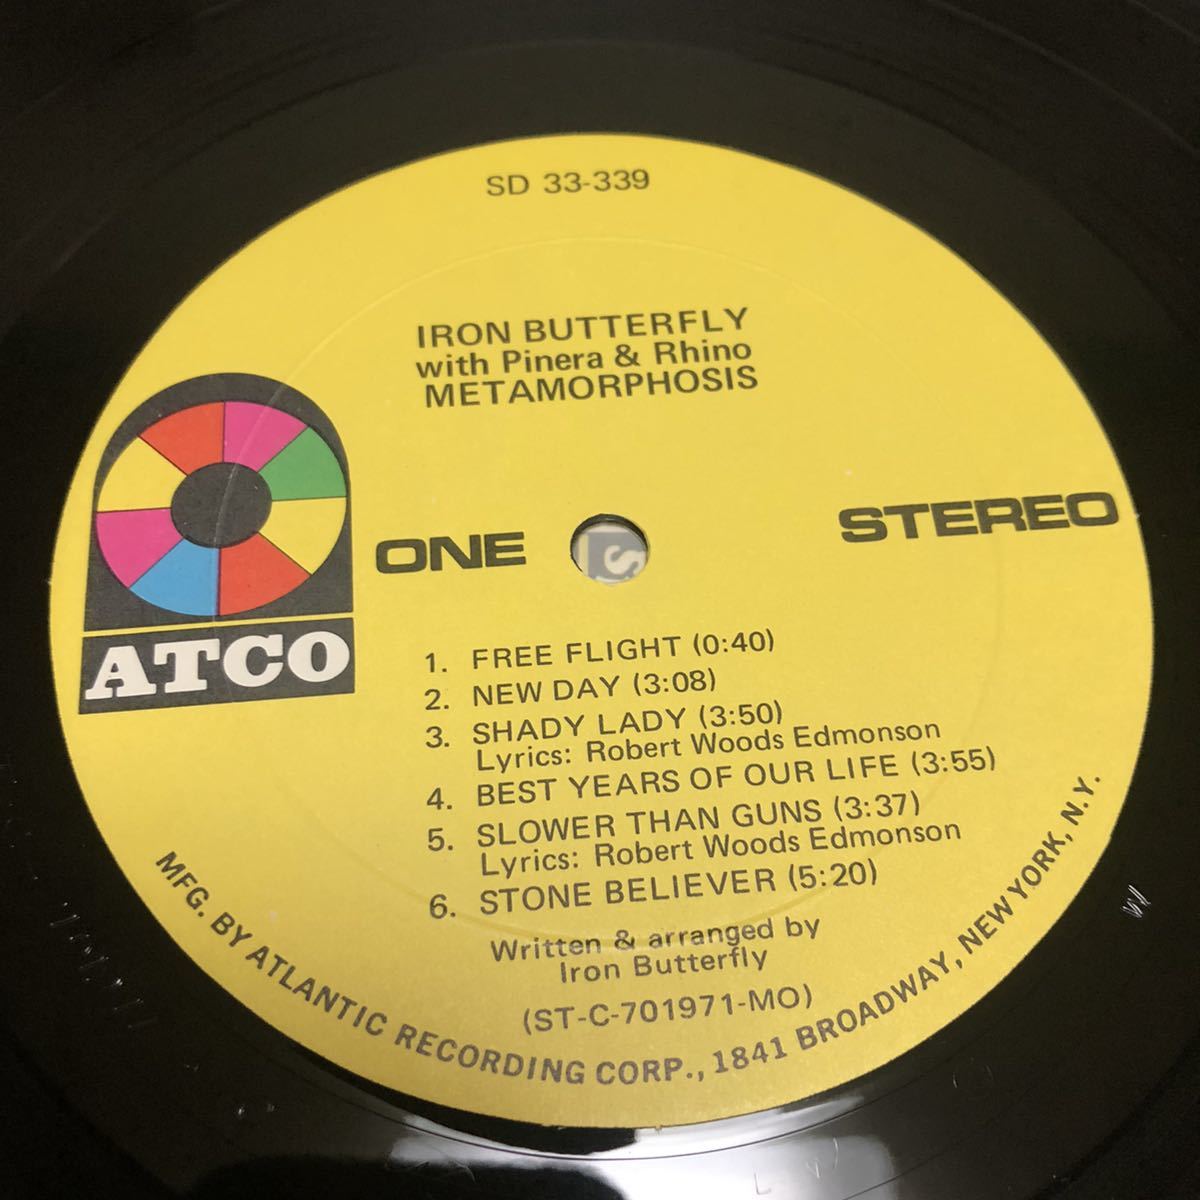 SD 33-339
IRON BUTTERFLY
with Pinera & Rhino
METAMORPHOSIS
ATCO
ONE
STEREO
S
1. FREE FLIGHT (0:40)
2. NEW DAY (3:08)
3. SHADY LADY (3:50)
Lyrics: Robert Woods Edmonson
4. BEST YEARS OF OUR LIFE (3:55)
5. SLOWER THAN GUNS (3:37)
Lyrics: Robert Woods Edmonson
6. STONE BELIEVER (5:20)
Written & arranged by
Iron Butterfly
(ST-C-701971-MO)
MFG. BY ATLANTIC RECORDING CORP., 1841 BROADWAY, NEW YORK, N.Y.